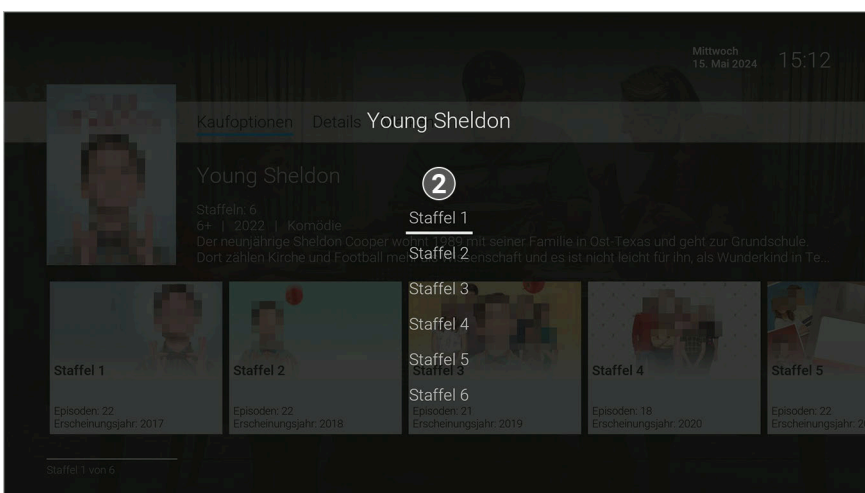 Mittwoch
15. Mai 2024
15:12
Kaufoptionen
Details
Young Sheldon
Young Sheldon
2
Staffeln: 6
6+ | 2022 | Komödie
Der neunjährige Sheldon Cooper wohnt 1989 mit seiner Familie in Ost-Texas und geht zur Grundschule.
Dort zählen Kirche und Football und es ist nicht leicht für ihn, als Wunderkind in Te...
Staffel 1
Staffel 2
Staffel 3
Staffel 4
Staffel 5
Staffel 6
Staffel 1
Episoden: 22
Erscheinungsjahr: 2017
Staffel 2
Episoden: 22
Erscheinungsjahr: 2018
Staffel 3
Episoden: 21
Erscheinungsjahr: 2019
Staffel 4
Episoden: 18
Erscheinungsjahr: 2020
Staffel 5
Episoden: 22
Erscheinungsjahr: 2
Staffel 1 von 6